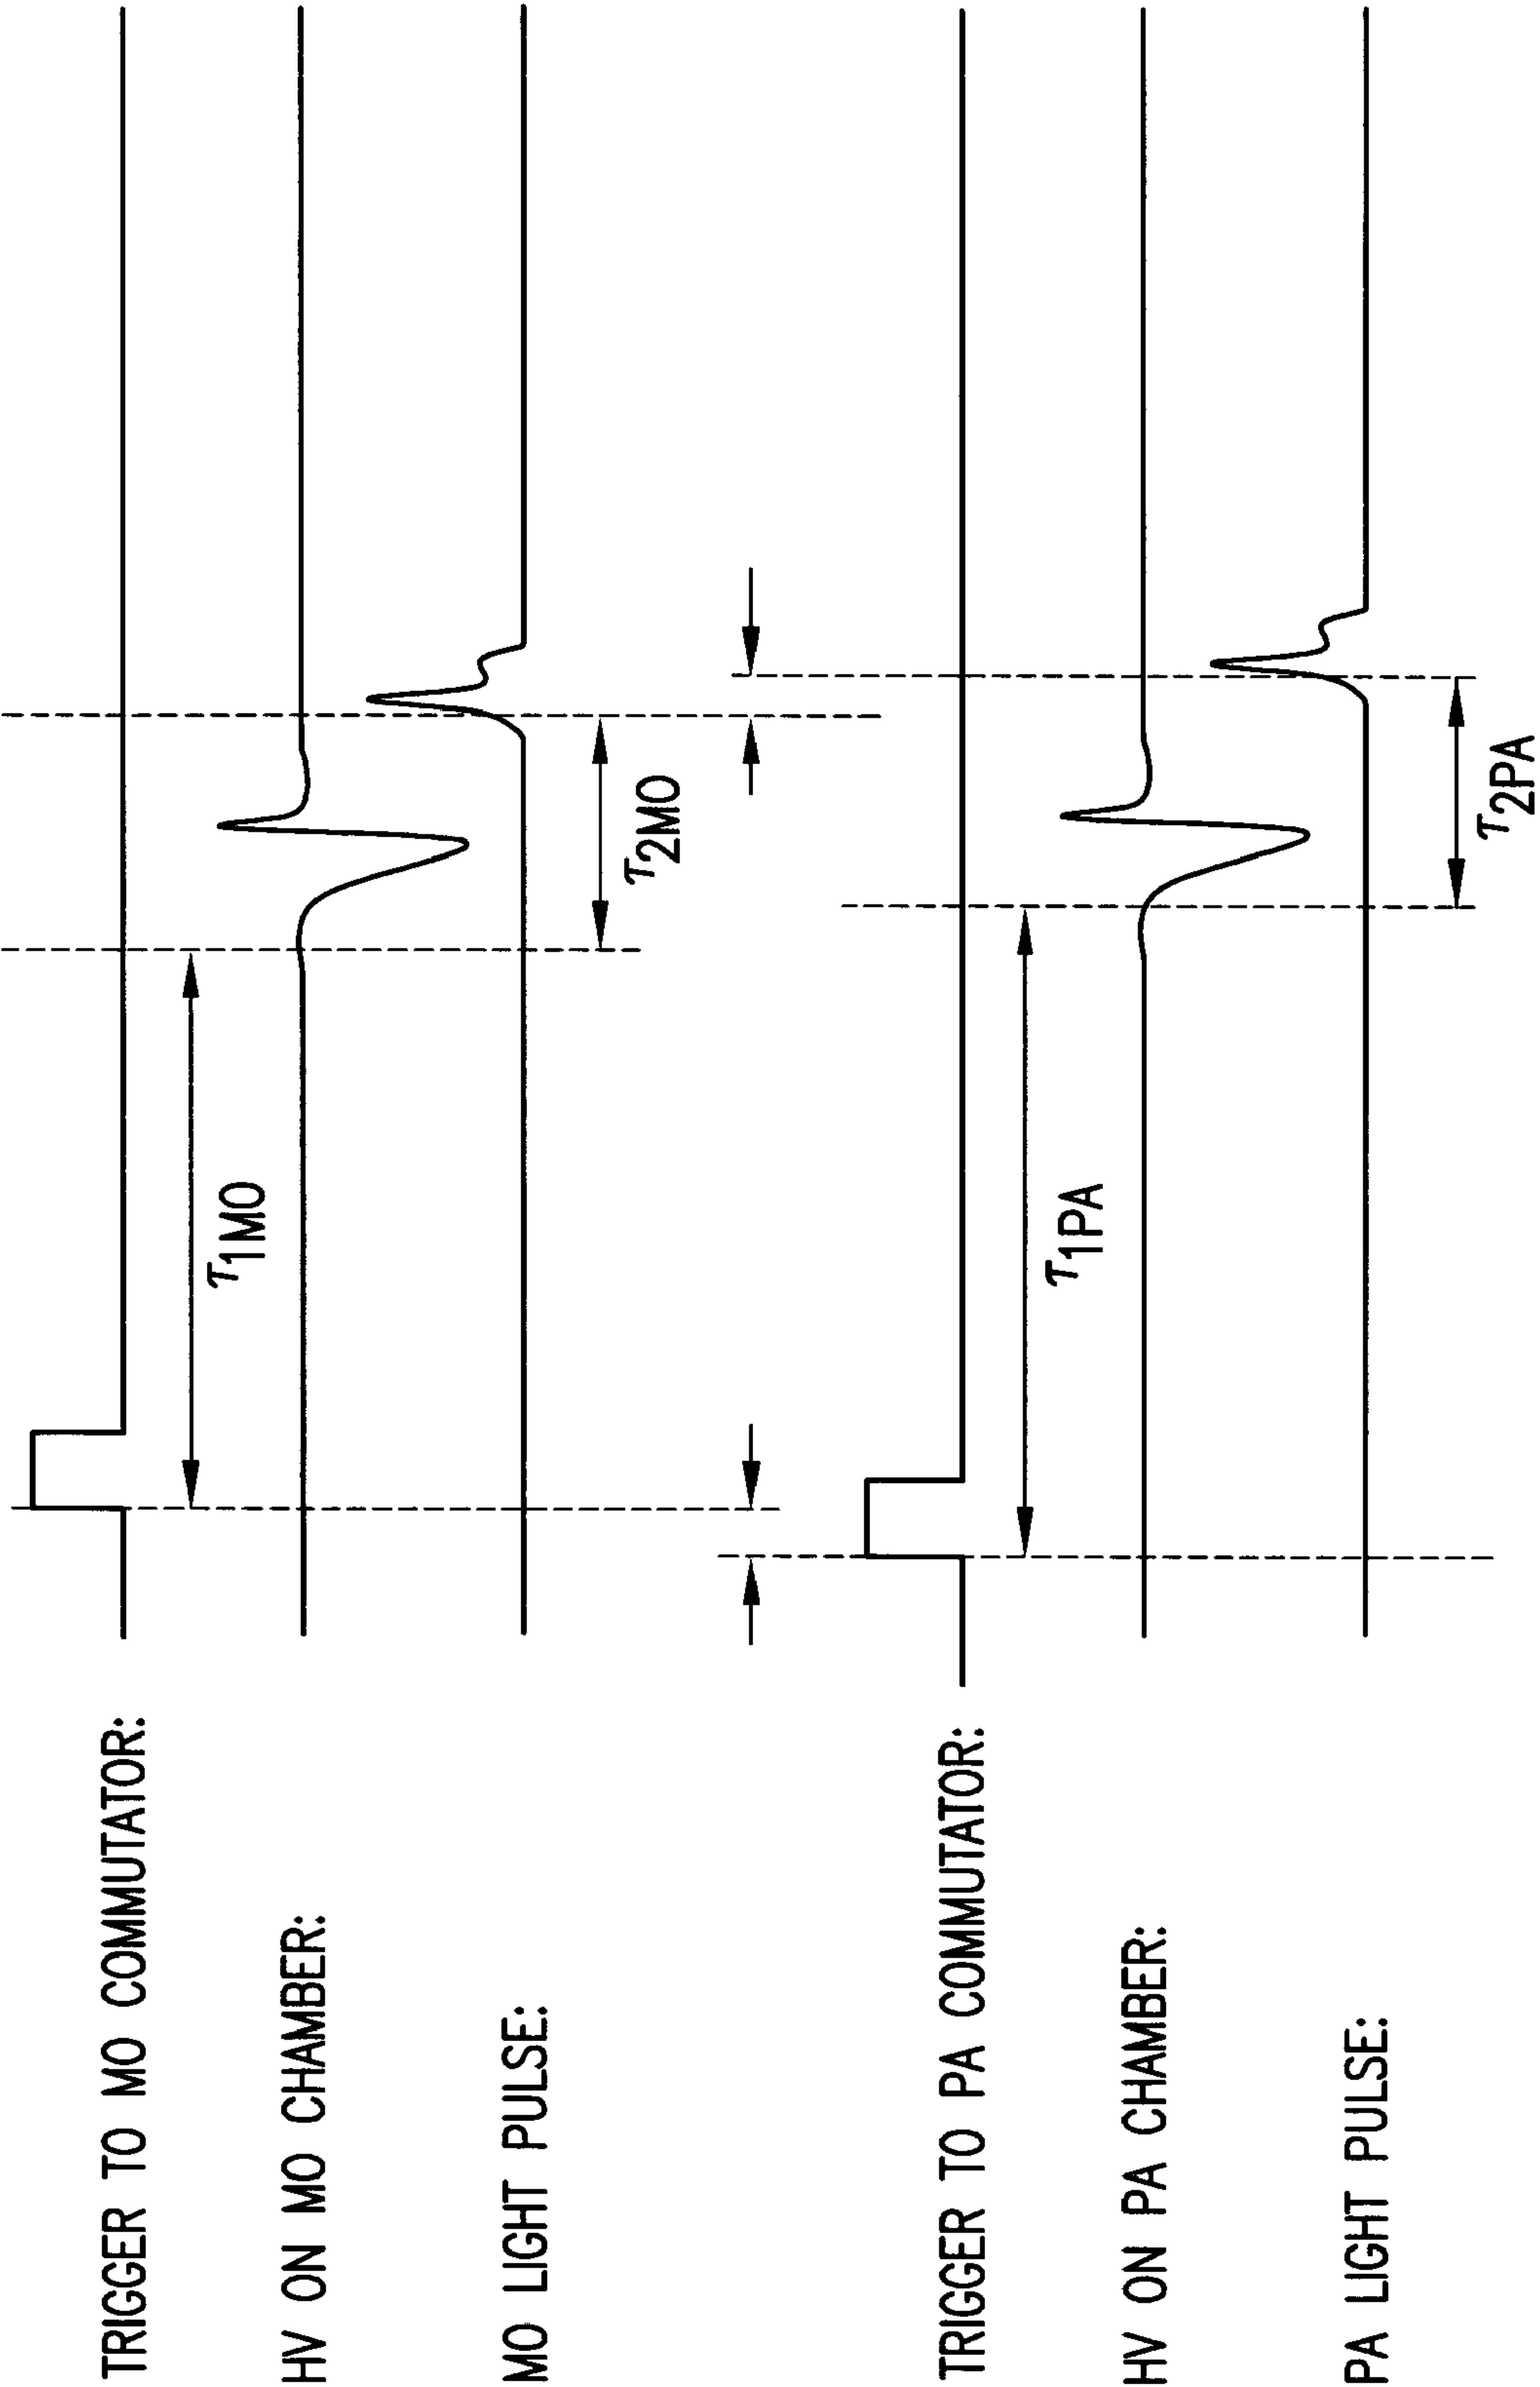 TRIGGER TO MO COMMUTATOR:
τ1MO
HV ON MO CHAMBER:
τ2MO
MO LIGHT PULSE:
TRIGGER TO PA COMMUTATOR:
τ1PA
HV ON PA CHAMBER:
PA LIGHT PULSE:
τ2PA